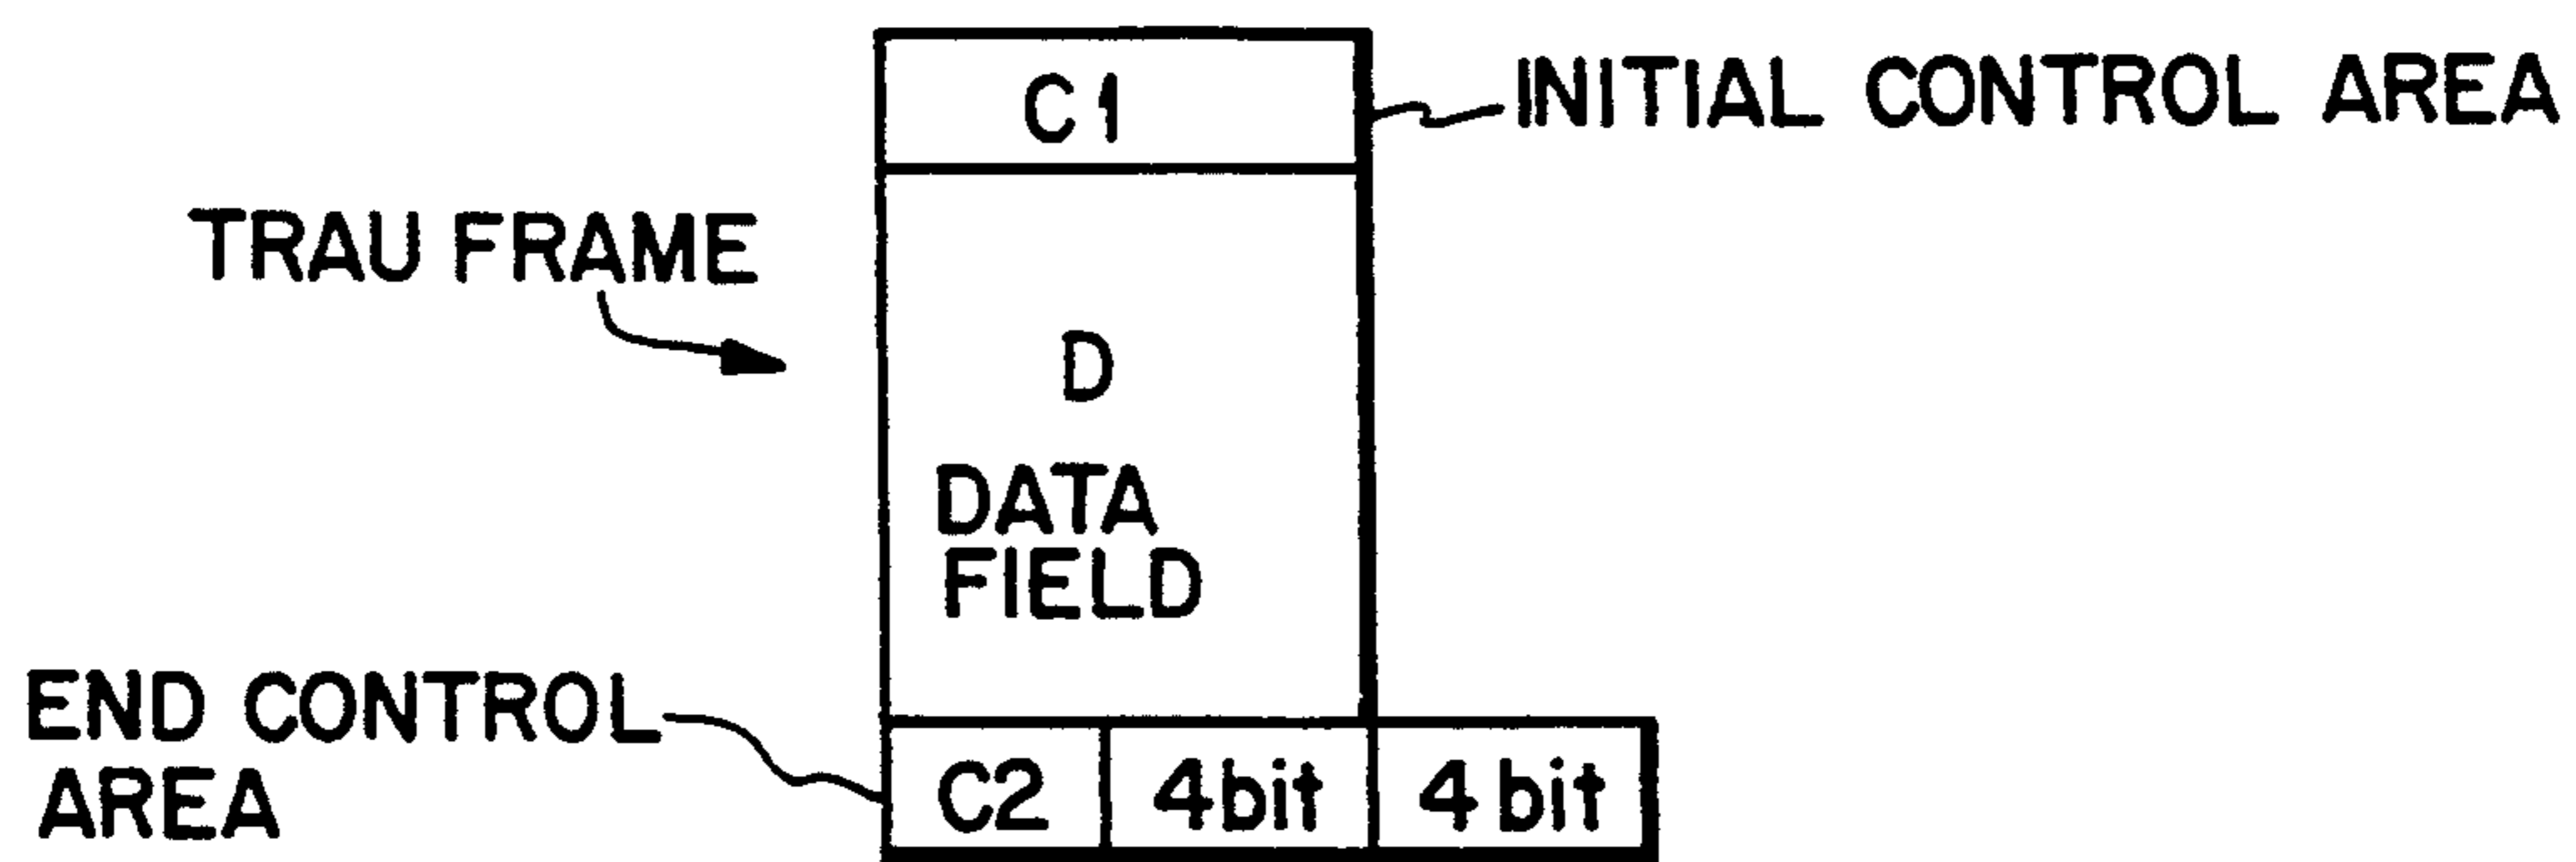 C1
INITIAL CONTROL AREA
TRAU FRAME
D
DATA
FIELD
END CONTROL
AREA
C2
4bit
4 bit